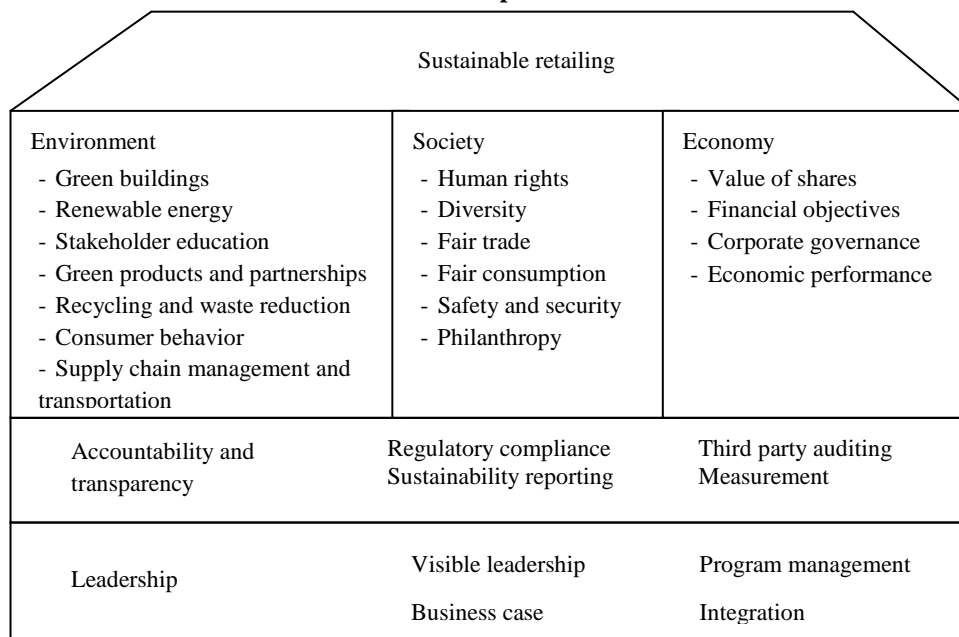 Sustainable retailing
Environment
- Green buildings
- Renewable energy
- Stakeholder education
- Green products and partnerships
- Recycling and waste reduction
- Consumer behavior
- Supply chain management and
transportation
Society
- Human rights
- Diversity
- Fair trade
- Fair consumption
- Safety and security
- Philanthropy
Economy
- Value of shares
- Financial objectives
- Corporate governance
- Economic performance
Accountability and
transparency
Regulatory compliance
Sustainability reporting
Third party auditing
Measurement
Leadership
Visible leadership
Business case
Program management
Integration